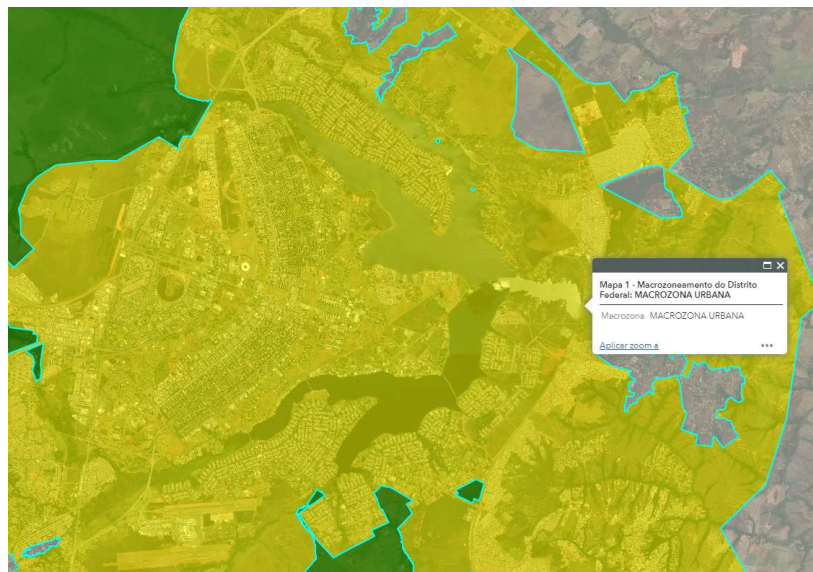 Mapa 1 - Macrozoneamento do Distrito
Federal: MACROZONA URBANA
Macrozona MACROZONA URBANA
Aplicar zoom a